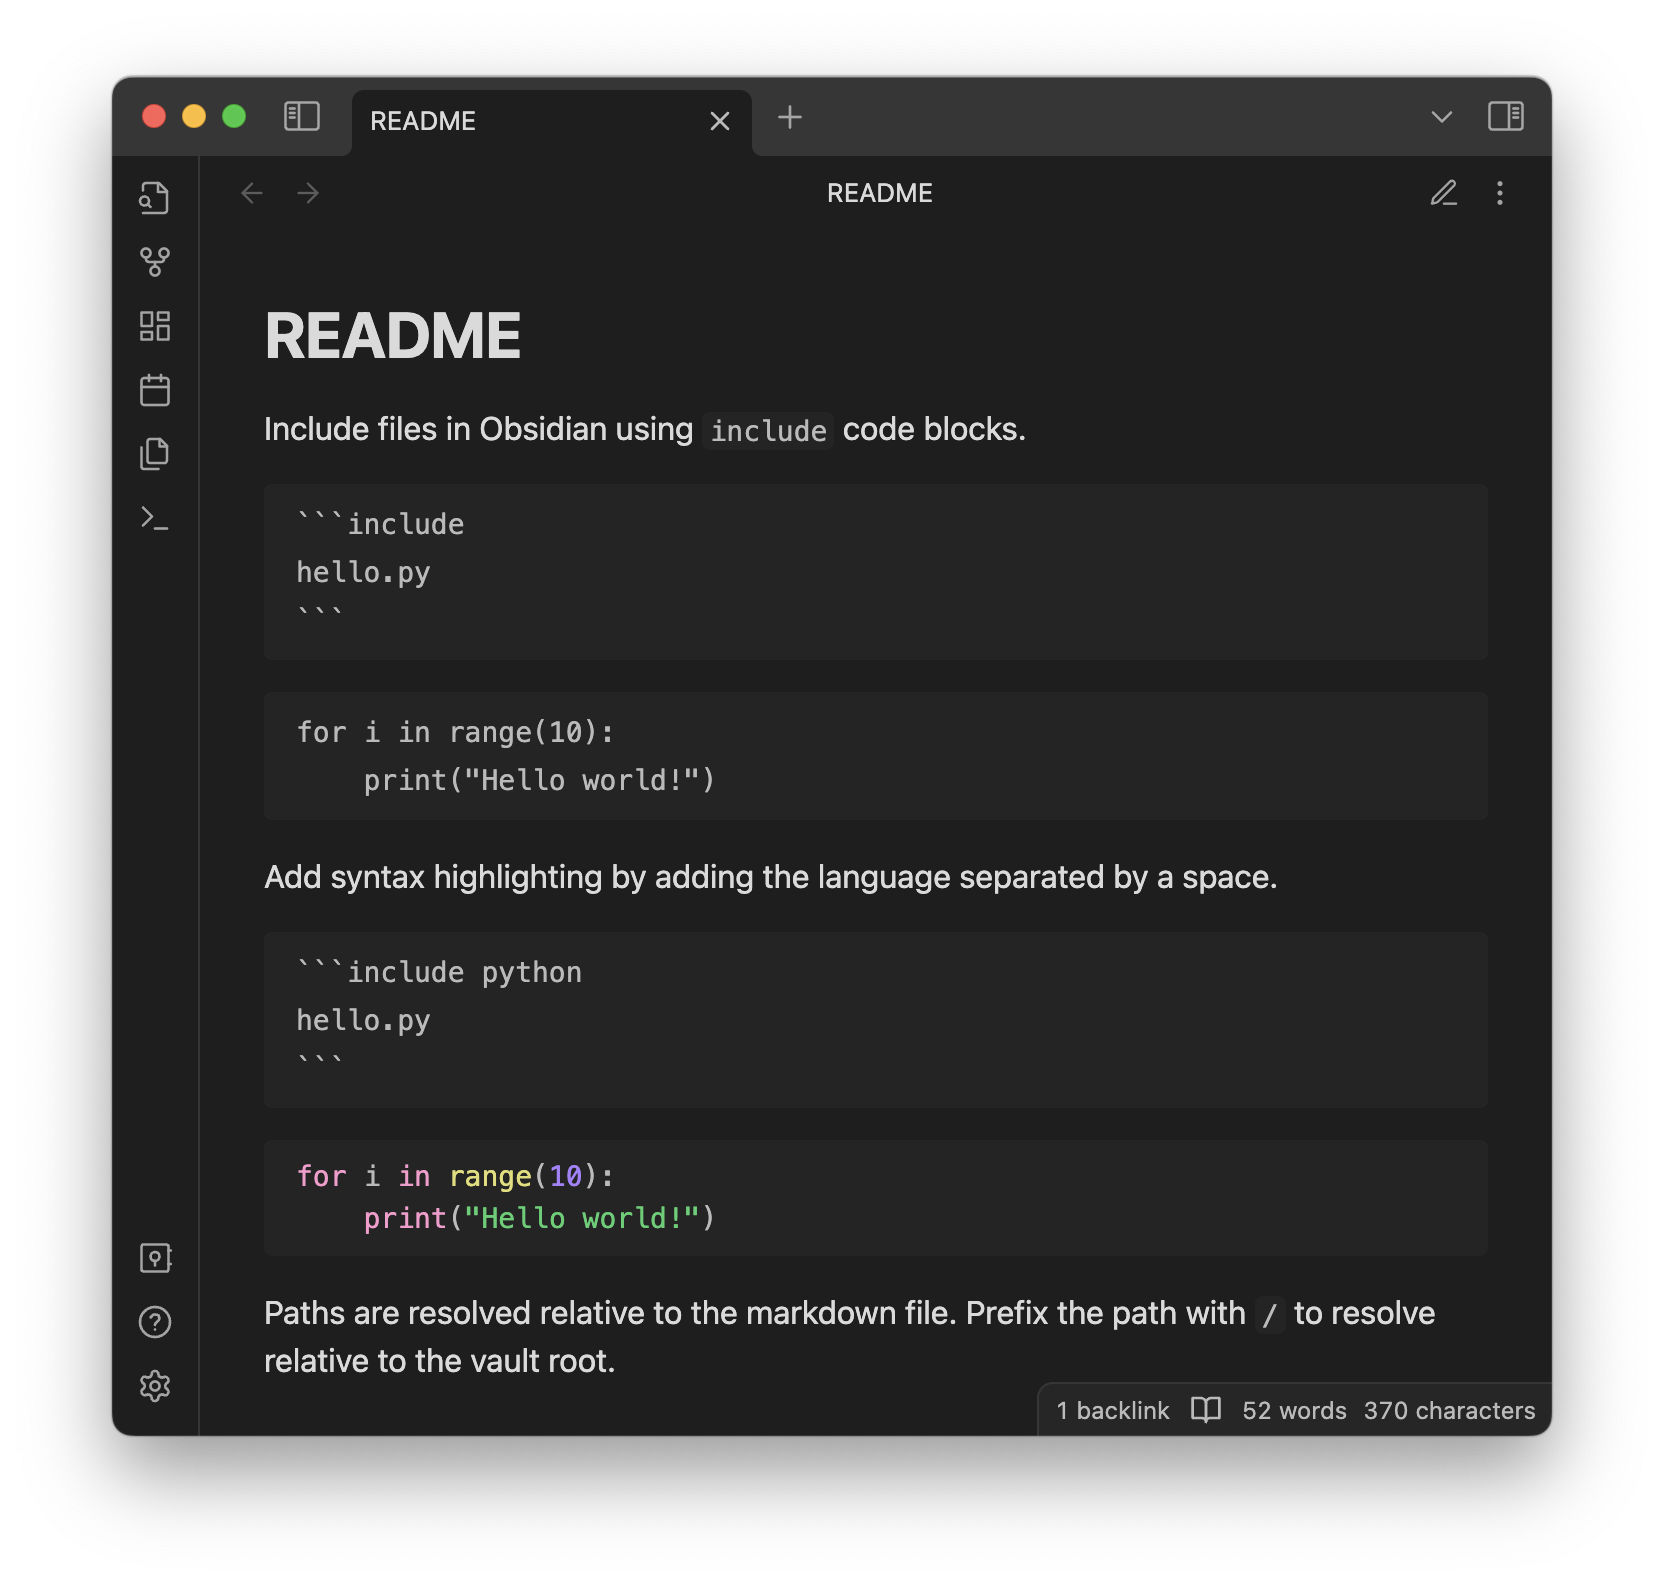 README
README
README
Include files in Obsidian using include code blocks.
```include
hello.py
```
for i in range(10):
    print("Hello world!")
Add syntax highlighting by adding the language separated by a space.
```include python
hello.py
```
for i in range(10):
    print("Hello world!")
Paths are resolved relative to the markdown file. Prefix the path with / to resolve
relative to the vault root.
1 backlink 52 words 370 characters